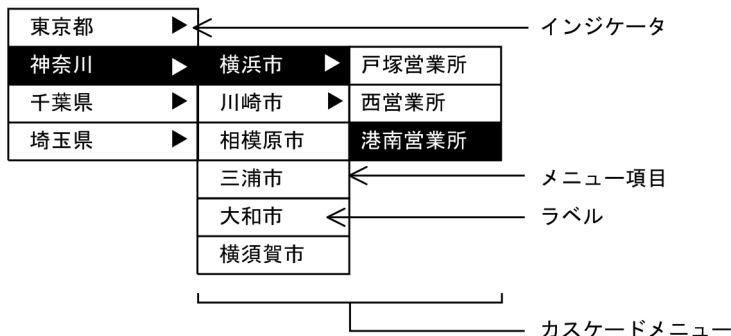 東京都 ▶ インジケータ
神奈川 ▶ 横浜市 ▶ 戸塚営業所
千葉県 ▶ 川崎市 ▶ 西営業所
埼玉県 ▶ 相模原市 港南営業所
三浦市 メニュー項目
大和市 ラベル
横須賀市
カスケードメニュー